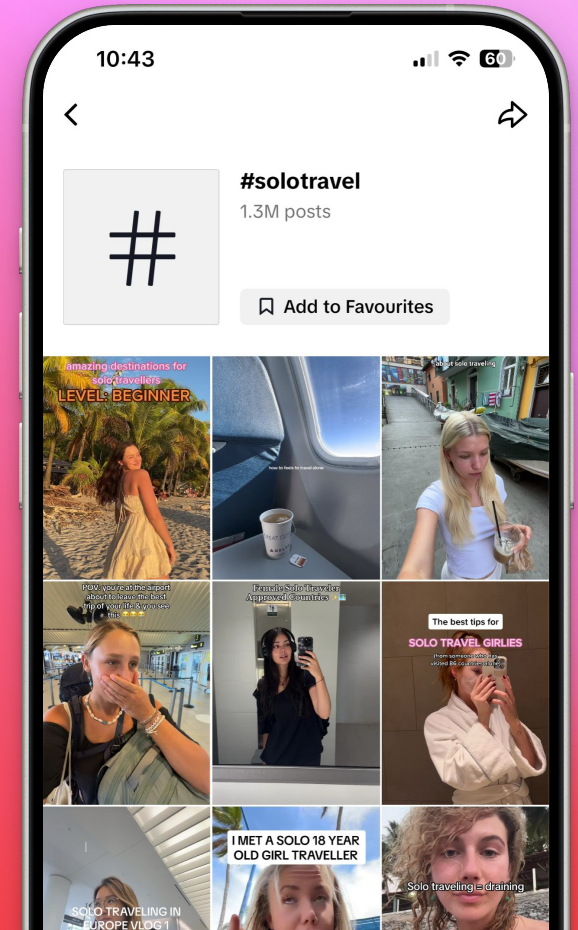 10:43
60
#solotravel
1.3M posts
#
Add to Favourites
amazing destinations for
solo travellers
LEVEL: BEGINNER
how to learn to travel alone
about solo traveling
POV: you're at the airport
about to leave the best
trip of your life & you see
this 😂😂😂
Female Solo Traveler
Approved Countries
The best tips for
SOLO TRAVEL GIRLIES
(from someone who has
visited 86 countries alone)
SOLO TRAVELING IN
EUROPE VLOG 1
I MET A SOLO 18 YEAR
OLD GIRL TRAVELLER
Solo traveling = draining